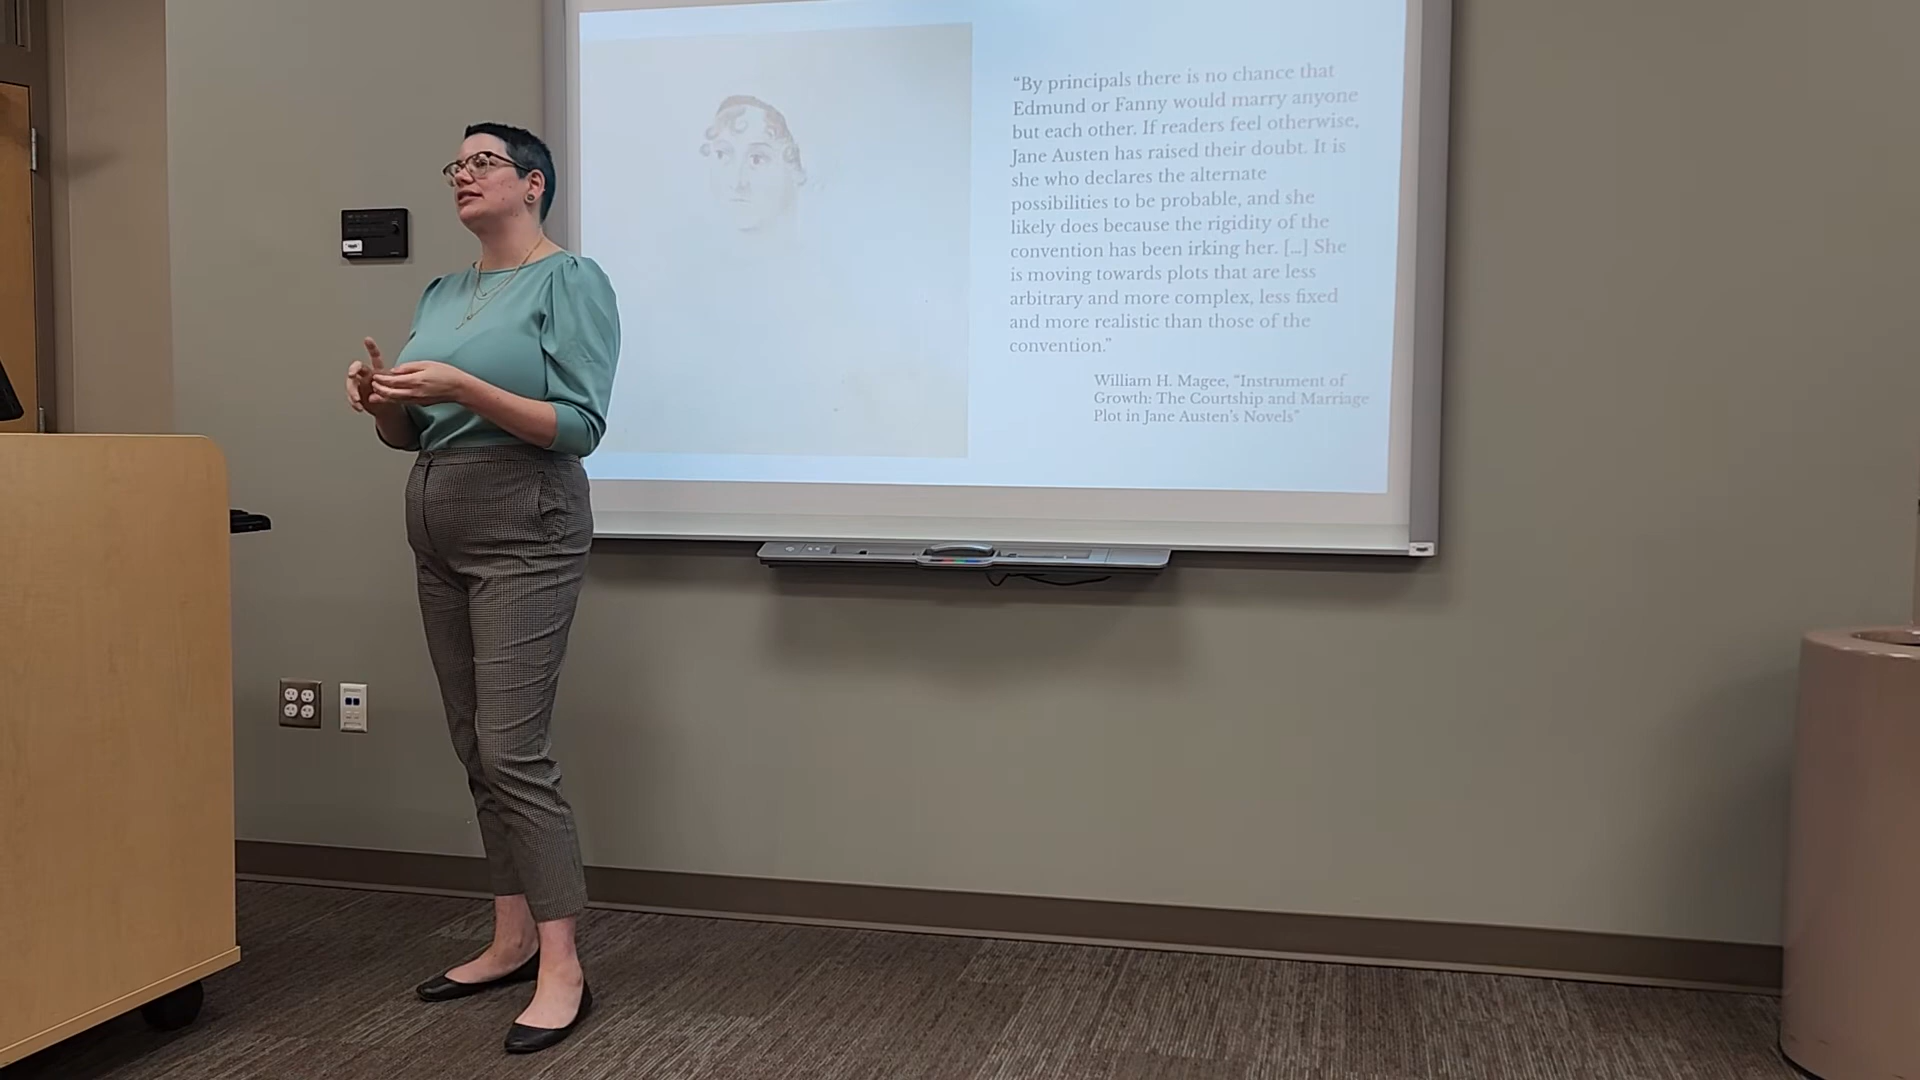 “By principals there is no chance that
Edmund or Fanny would marry anyone
but each other. If readers feel otherwise,
Jane Austen has raised their doubt. It is
she who declares the alternate
possibilities to be probable, and she
likely does because the rigidity of the
convention has been irking her. [...] She
is moving towards plots that are less
arbitrary and more complex, less fixed
and more realistic than those of the
convention.”
William H. Magee, “Instrument of
Growth: The Courtship and Marriage
Plot in Jane Austen’s Novels”